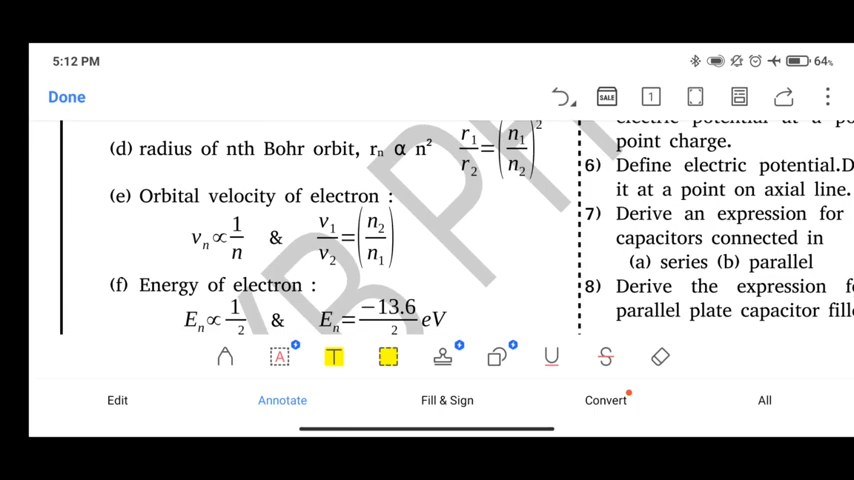 5:12 PM
64%
Done
SALE
1
(d) radius of nth Bohr orbit, rₙ α n² r₁/r₂=(n₁/n₂)²
(e) Orbital velocity of electron :
vₙ∝1/n & v₁/v₂=(n₂/n₁)
(f) Energy of electron :
Eₙ∝1/2 & Eₙ=−13.6/2 eV
point charge.
6) Define electric potential.D
it at a point on axial line.
7) Derive an expression for
capacitors connected in
(a) series (b) parallel
8) Derive the expression f
parallel plate capacitor fill
A
T
U
S
Edit
Annotate
Fill & Sign
Convert
All